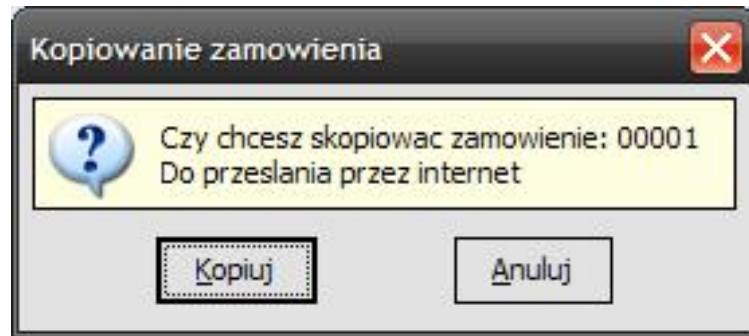 Kopiowanie zamowienia
Czy chcesz skopiowac zamowienie: 00001
Do przeslania przez internet
Kopiuj
Anuluj